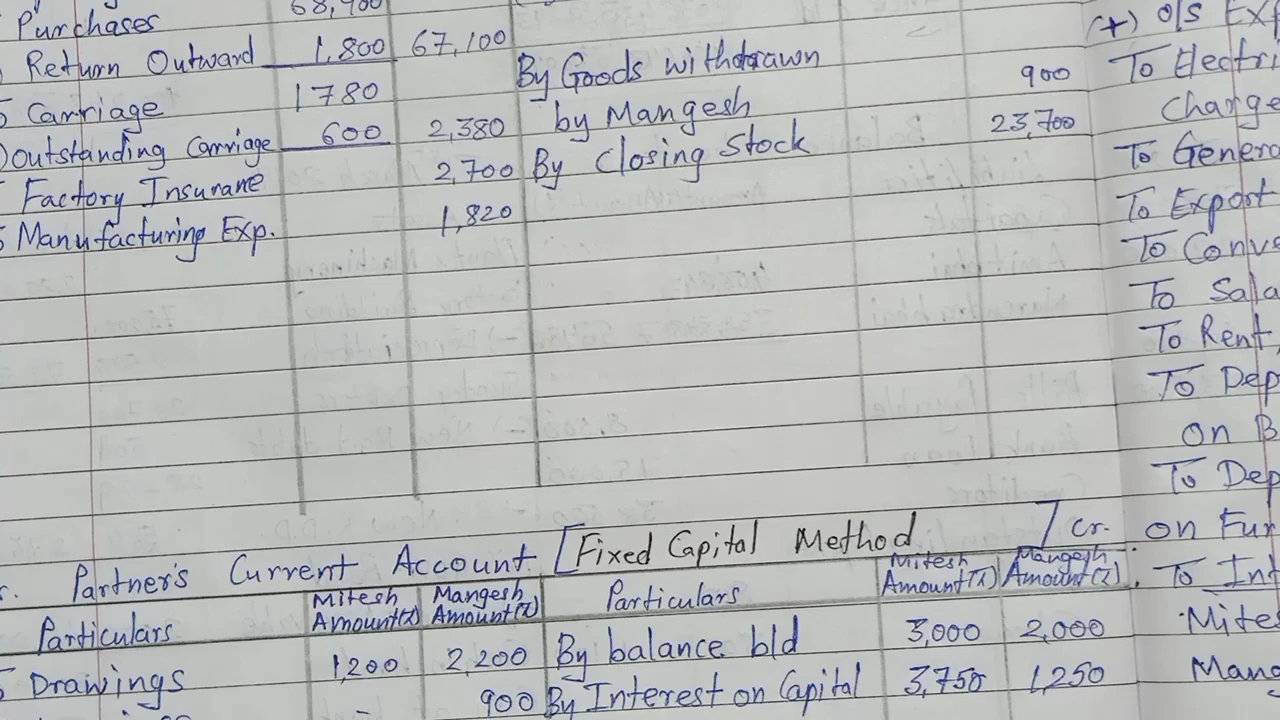 Purchases 68,900
Return Outward 1,800 67,100
Carriage 1780
Outstanding Carriage 600 2,380
Factory Insurane 2,700
Manufacturing Exp. 1,820
By Goods withdrawn
by Mangesh 900
By Closing Stock 23,700
(+) O/S Exp
To Electri
Charge
To Genera
To Export
To Conve
To Sala
To Rent,
To Dep
on B
To Dep
on Fur
To Int
Mites
Mang
Partner's Current Account [Fixed Capital Method] Cr.
Particulars Mitesh Amount(₹) Mangesh Amount(₹) Particulars Mitesh Amount(₹) Mangesh Amount(₹)
Drawings 1,200 2,200 By balance b/d 3,000 2,000
- 900 By Interest on Capital 3,750 1,250